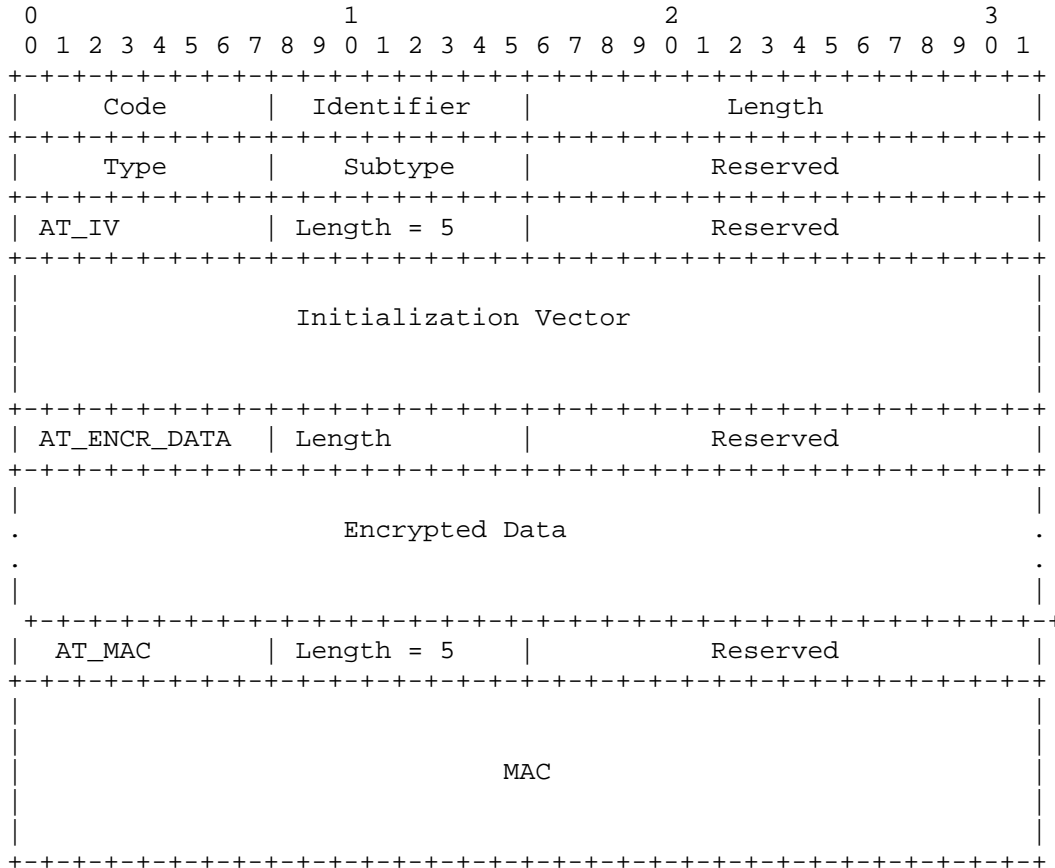 0                   1                   2                   3
 0 1 2 3 4 5 6 7 8 9 0 1 2 3 4 5 6 7 8 9 0 1 2 3 4 5 6 7 8 9 0 1
+-+-+-+-+-+-+-+-+-+-+-+-+-+-+-+-+-+-+-+-+-+-+-+-+-+-+-+-+-+-+-+-+
|     Code      |  Identifier   |            Length             |
+-+-+-+-+-+-+-+-+-+-+-+-+-+-+-+-+-+-+-+-+-+-+-+-+-+-+-+-+-+-+-+-+
|     Type      |    Subtype    |           Reserved            |
+-+-+-+-+-+-+-+-+-+-+-+-+-+-+-+-+-+-+-+-+-+-+-+-+-+-+-+-+-+-+-+-+
| AT_IV         | Length = 5    |           Reserved            |
+-+-+-+-+-+-+-+-+-+-+-+-+-+-+-+-+-+-+-+-+-+-+-+-+-+-+-+-+-+-+-+-+
|                                                               |
|                 Initialization Vector                         |
|                                                               |
|                                                               |
+-+-+-+-+-+-+-+-+-+-+-+-+-+-+-+-+-+-+-+-+-+-+-+-+-+-+-+-+-+-+-+-+
| AT_ENCR_DATA  | Length        |           Reserved            |
+-+-+-+-+-+-+-+-+-+-+-+-+-+-+-+-+-+-+-+-+-+-+-+-+-+-+-+-+-+-+-+-+
|                                                               |
.                    Encrypted Data                             .
.                                                               .
|                                                               |
 +-+-+-+-+-+-+-+-+-+-+-+-+-+-+-+-+-+-+-+-+-+-+-+-+-+-+-+-+-+-+-+-+
|  AT_MAC       | Length = 5    |           Reserved            |
+-+-+-+-+-+-+-+-+-+-+-+-+-+-+-+-+-+-+-+-+-+-+-+-+-+-+-+-+-+-+-+-+
|                                                               |
|                                                               |
|                              MAC                              |
|                                                               |
|                                                               |
+-+-+-+-+-+-+-+-+-+-+-+-+-+-+-+-+-+-+-+-+-+-+-+-+-+-+-+-+-+-+-+-+